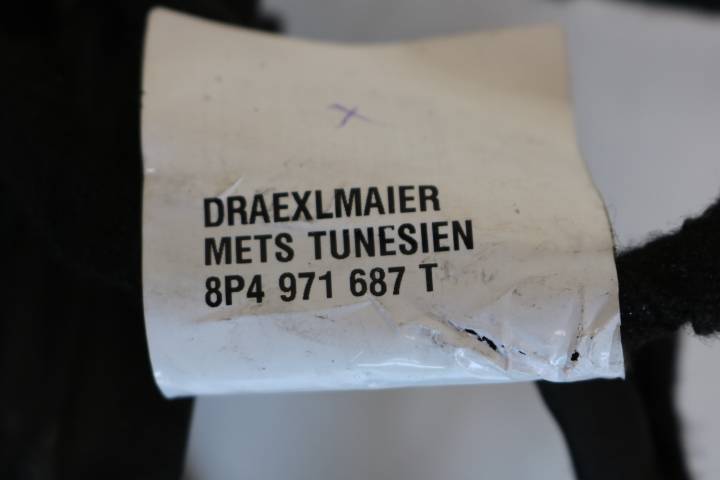 DRAEXLMAIER
METS TUNESIEN
8P4 971 687 T